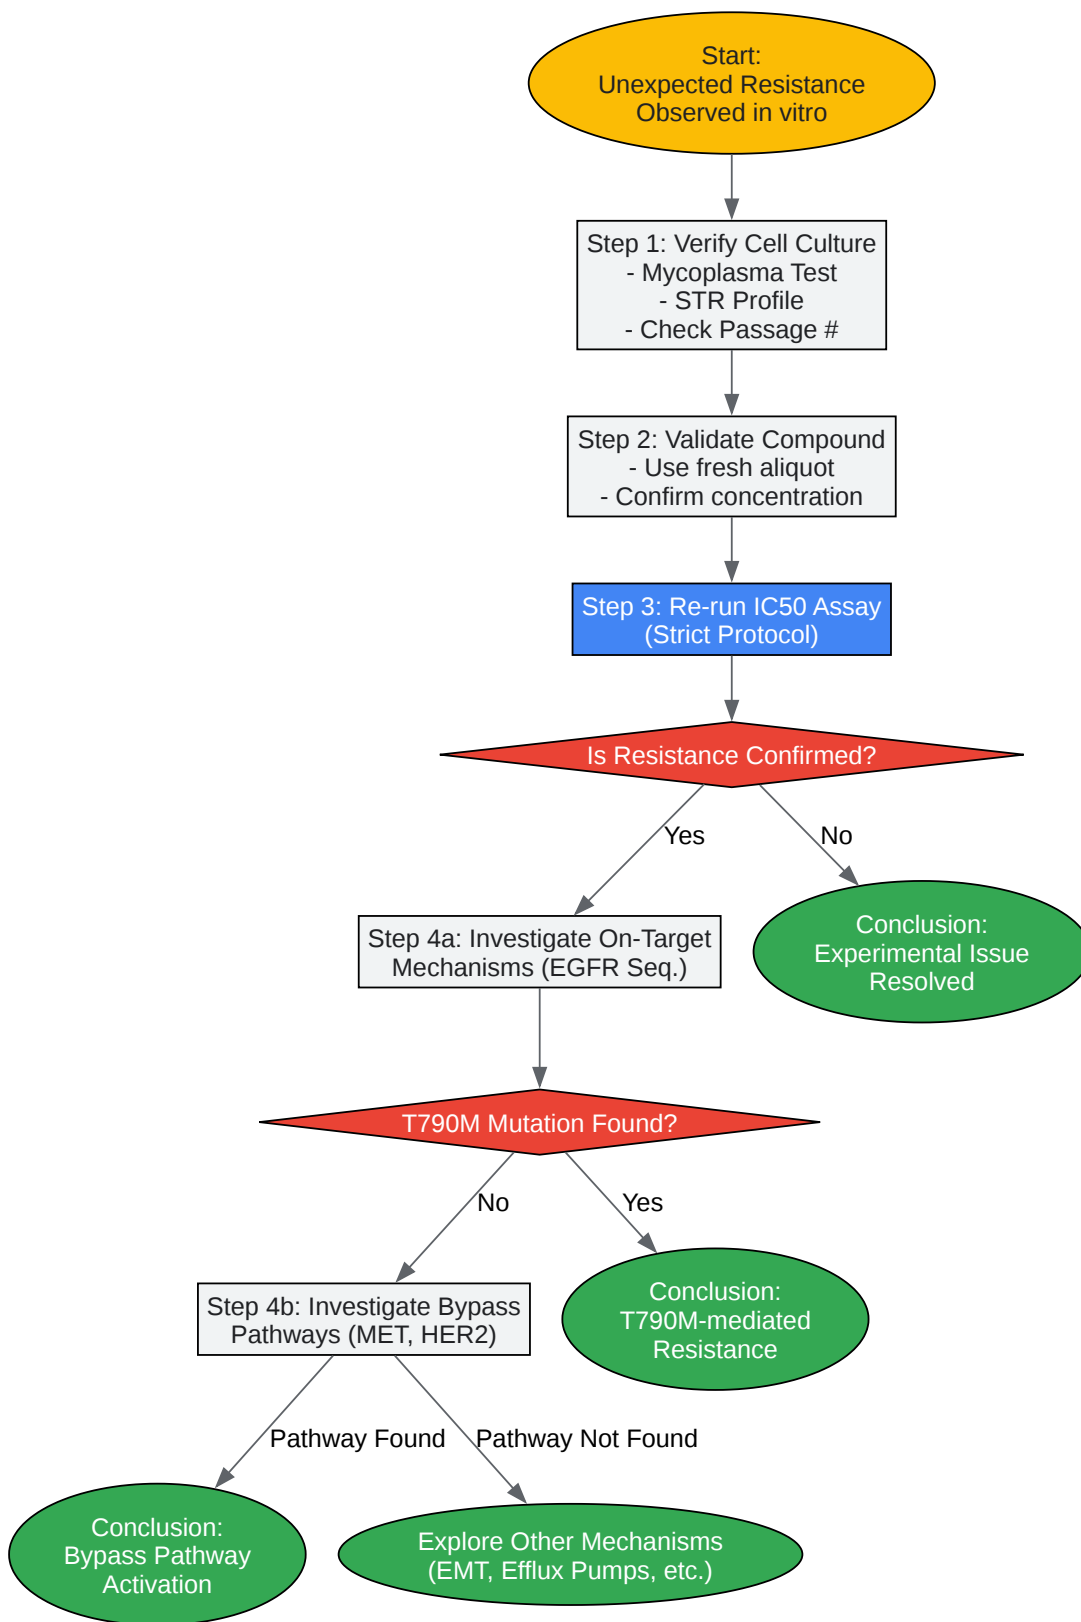 Start:
Unexpected Resistance
Observed in vitro
Step 1: Verify Cell Culture
- Mycoplasma Test
- STR Profile
- Check Passage #
Step 2: Validate Compound
- Use fresh aliquot
- Confirm concentration
Step 3: Re-run IC50 Assay
(Strict Protocol)
Is Resistance Confirmed?
Yes
No
Step 4a: Investigate On-Target
Mechanisms (EGFR Seq.)
Conclusion:
Experimental Issue
Resolved
T790M Mutation Found?
No
Yes
Step 4b: Investigate Bypass
Pathways (MET, HER2)
Conclusion:
T790M-mediated
Resistance
Pathway Found
Pathway Not Found
Conclusion:
Bypass Pathway
Activation
Explore Other Mechanisms
(EMT, Efflux Pumps, etc.)